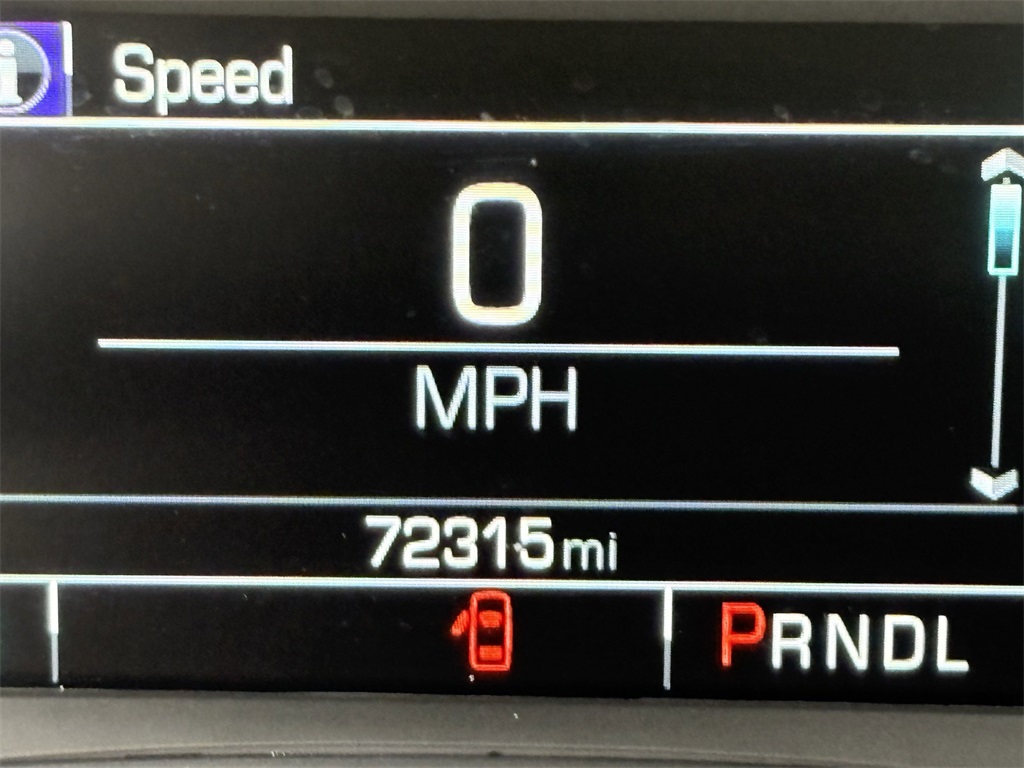 i Speed
0
MPH
72315 mi
PRNDL